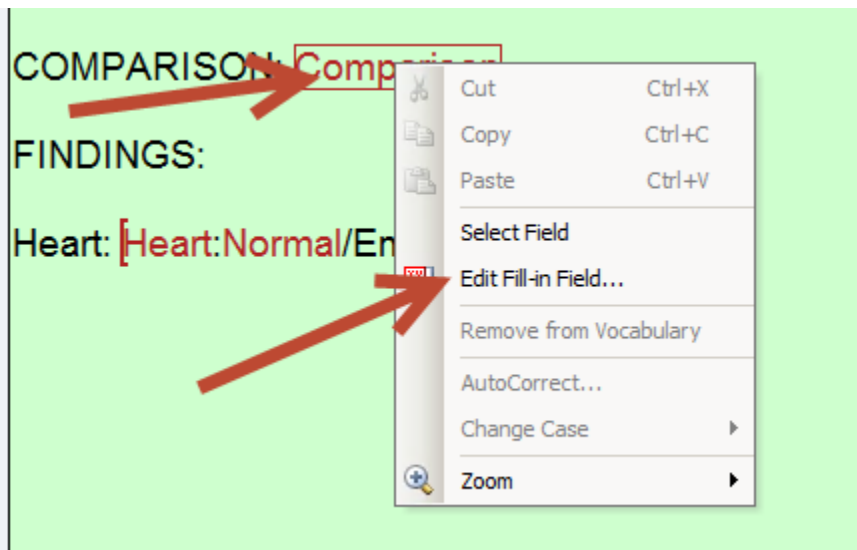 COMPARISON: Comparison
Cut Ctrl+X
Copy Ctrl+C
FINDINGS:
Paste Ctrl+V
Select Field
Heart: [Heart:Normal/En
Edit Fill-in Field...
Remove from Vocabulary
AutoCorrect...
Change Case
Zoom